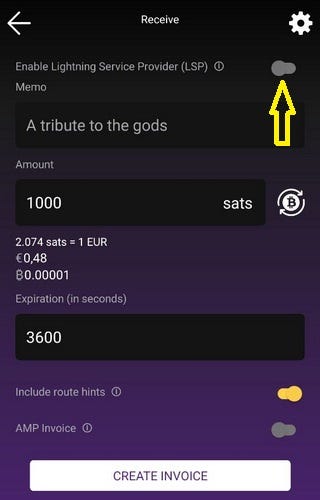 Receive
Enable Lightning Service Provider (LSP)
Memo
A tribute to the gods
Amount
1000 sats
2.074 sats = 1 EUR
€0,48
₿0.00001
Expiration (in seconds)
3600
Include route hints
AMP Invoice
CREATE INVOICE